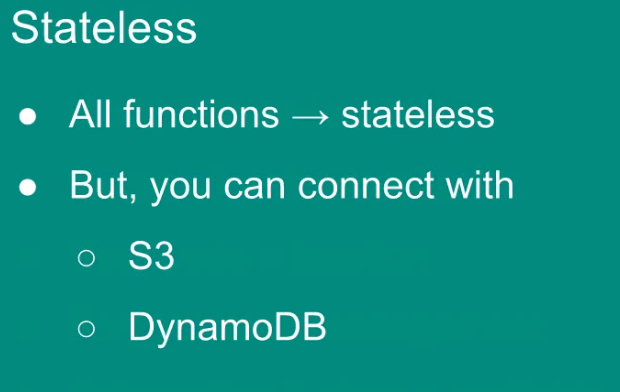 Stateless
● All functions → stateless
● But, you can connect with
○ S3
○ DynamoDB